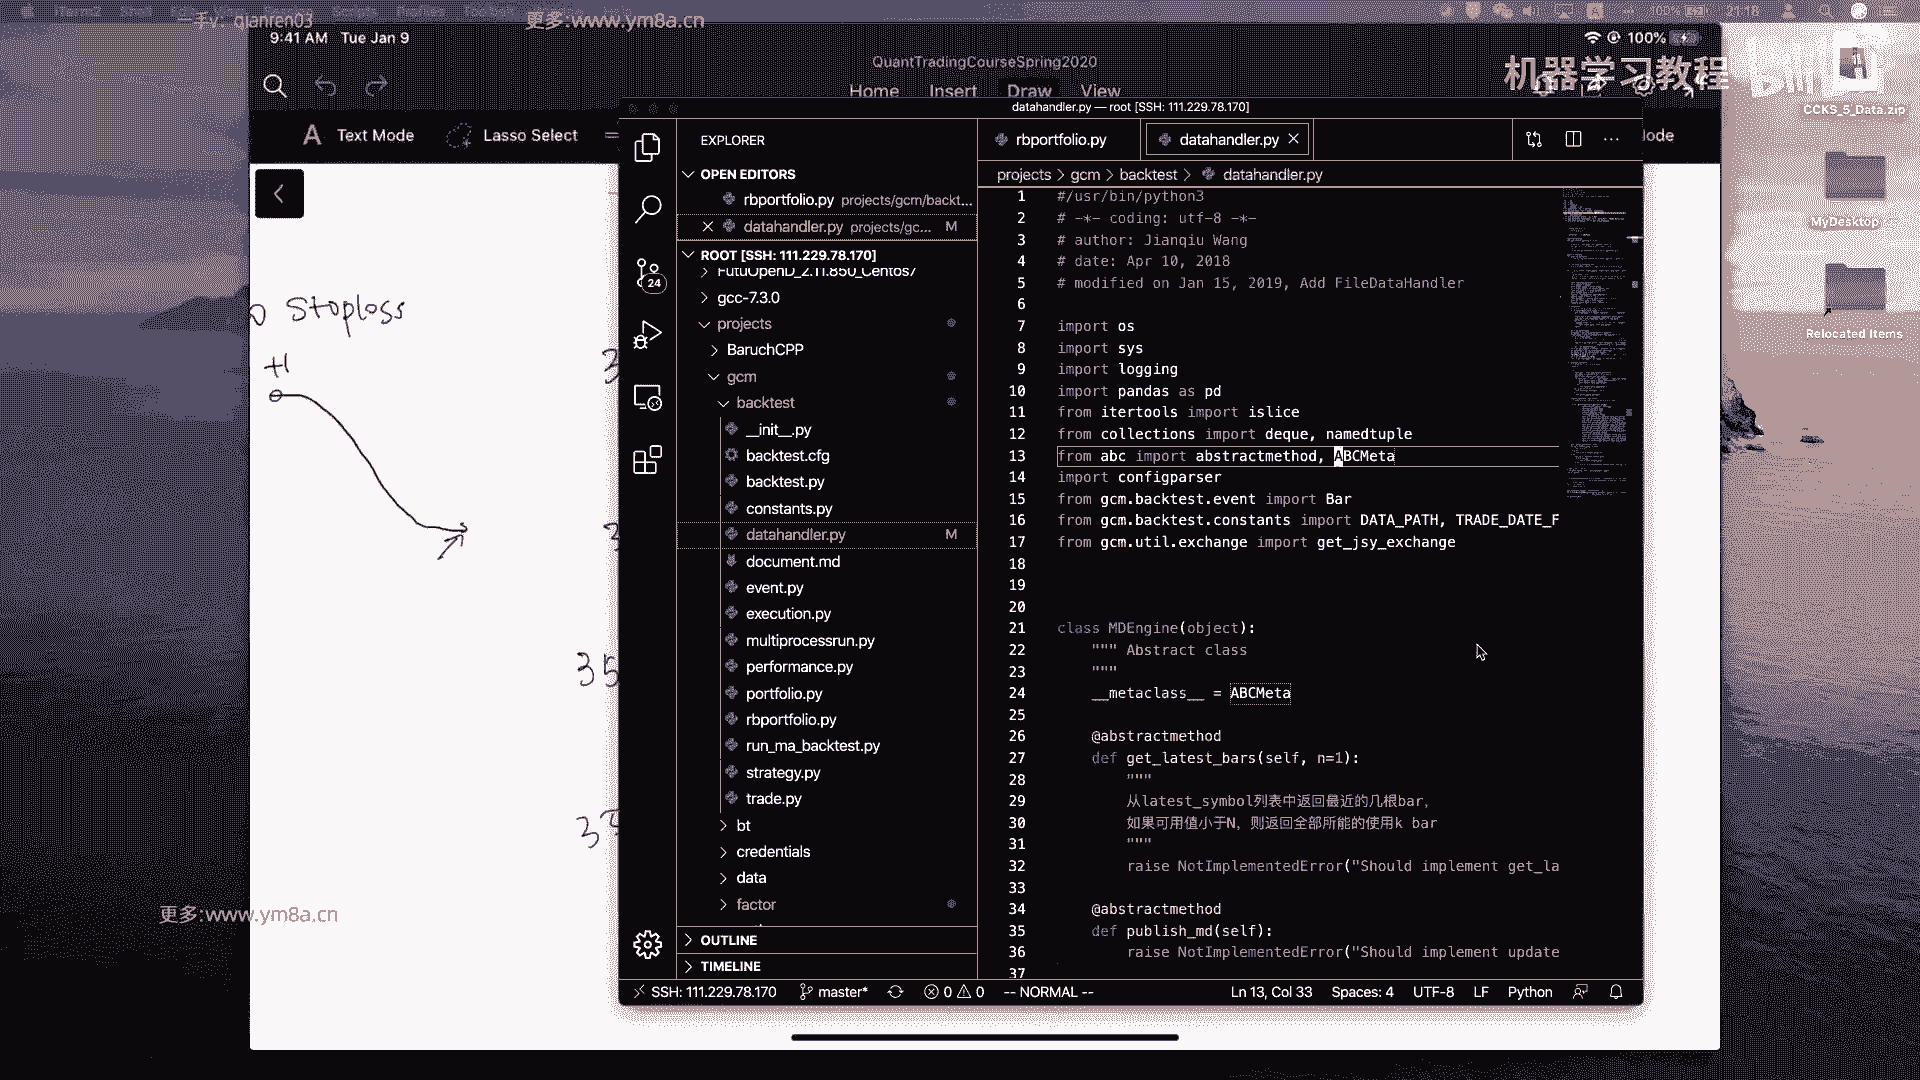 二手v：qianren03
更多:www.ym8a.cn
100%
21:18
9:41 AM Tue Jan 9
100%
QuantTradingCourseSpring2020
机器学习教程
Home Insert Draw View
CCKS_5_Data.zip
MyDesktop
Relocated Items
Text Mode
Lasso Select
datahandler.py — root [SSH: 111.229.78.170]
EXPLORER
OPEN EDITORS
rbportfolio.py projects/gcm/backt...
datahandler.py projects/gc... M
ROOT [SSH: 111.229.78.170]
FutuOpenD_2.11.850_Centos7
gcc-7.3.0
projects
BaruchCPP
gcm
backtest
__init__.py
backtest.cfg
backtest.py
constants.py
datahandler.py M
document.md
event.py
execution.py
multiprocessrun.py
performance.py
portfolio.py
rbportfolio.py
run_ma_backtest.py
strategy.py
trade.py
bt
credentials
data
factor
OUTLINE
TIMELINE
24
rbportfolio.py
datahandler.py
projects > gcm > backtest > datahandler.py
1 #/usr/bin/python3
2 # -*- coding: utf-8 -*-
3 # author: Jianqiu Wang
4 # date: Apr 10, 2018
5 # modified on Jan 15, 2019, Add FileDataHandler
6
7 import os
8 import sys
9 import logging
10 import pandas as pd
11 from itertools import islice
12 from collections import deque, namedtuple
13 from abc import abstractmethod, ABCMeta
14 import configparser
15 from gcm.backtest.event import Bar
16 from gcm.backtest.constants import DATA_PATH, TRADE_DATE_F
17 from gcm.util.exchange import get_jsy_exchange
18
19
20
21 class MDEngine(object):
22 """ Abstract class
23 """
24 __metaclass__ = ABCMeta
25
26 @abstractmethod
27 def get_latest_bars(self, n=1):
28 """
29 从latest_symbol列表中返回最近的几根bar,
30 如果可用值小于N, 则返回全部所能的使用k bar
31 """
32 raise NotImplementedError("Should implement get_la
33
34 @abstractmethod
35 def publish_md(self):
36 raise NotImplementedError("Should implement update
37
SSH: 111.229.78.170 master* 0 0 -- NORMAL -- Ln 13, Col 33 Spaces: 4 UTF-8 LF Python
Stoploss
+1
35
更多:www.ym8a.cn